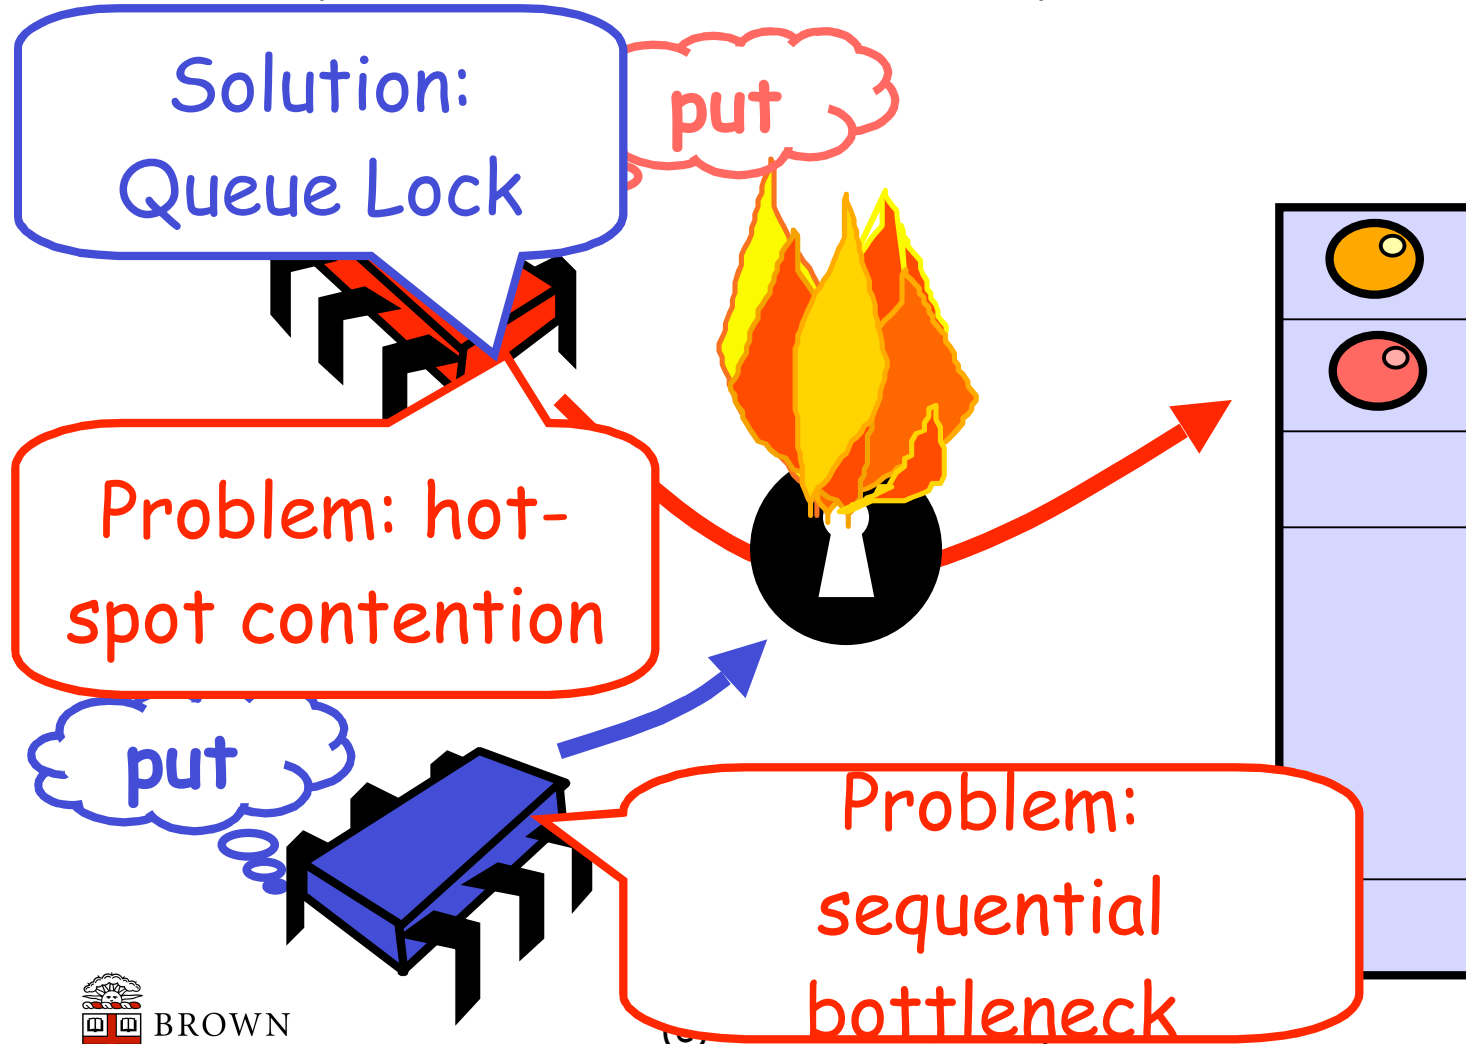 Solution:
Queue Lock
put
Problem: hot-
spot contention
put
Problem:
sequential
bottleneck
BROWN